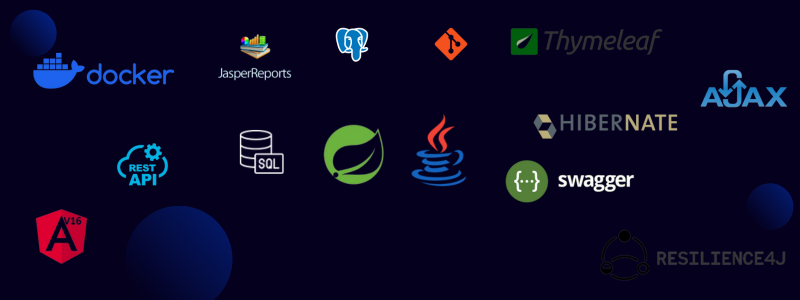 docker
JasperReports
Thymeleaf
AJAX
HIBERNATE
REST
API
SQL
swagger
{···}
A
V16
RESILIENCE4J